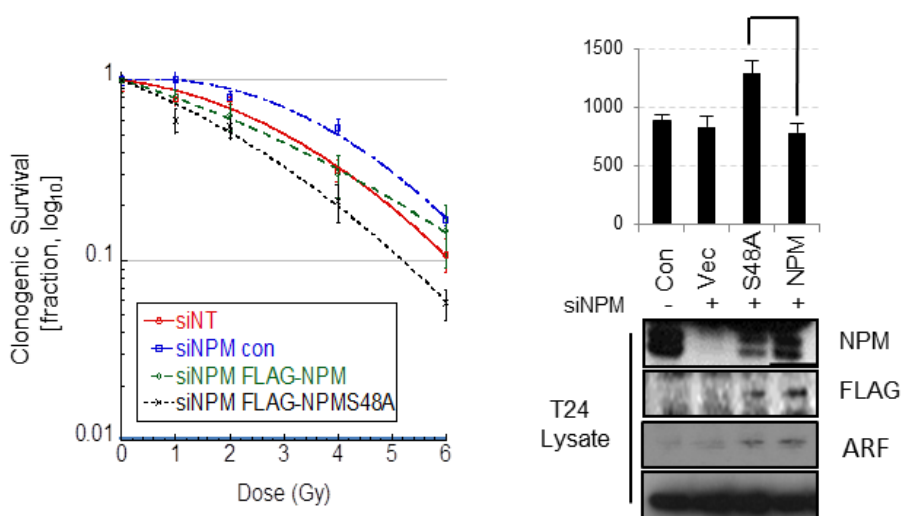 1
0.1
0.01
Clonogenic Survival
[fraction, log10]
siNT
siNPM con
siNPM FLAG-NPM
siNPM FLAG-NPMS48A
0 1 2 3 4 5 6
Dose (Gy)
1500
1000
500
0
Con Vec S48A NPM
siNPM - + + +
T24
Lysate
NPM
FLAG
ARF